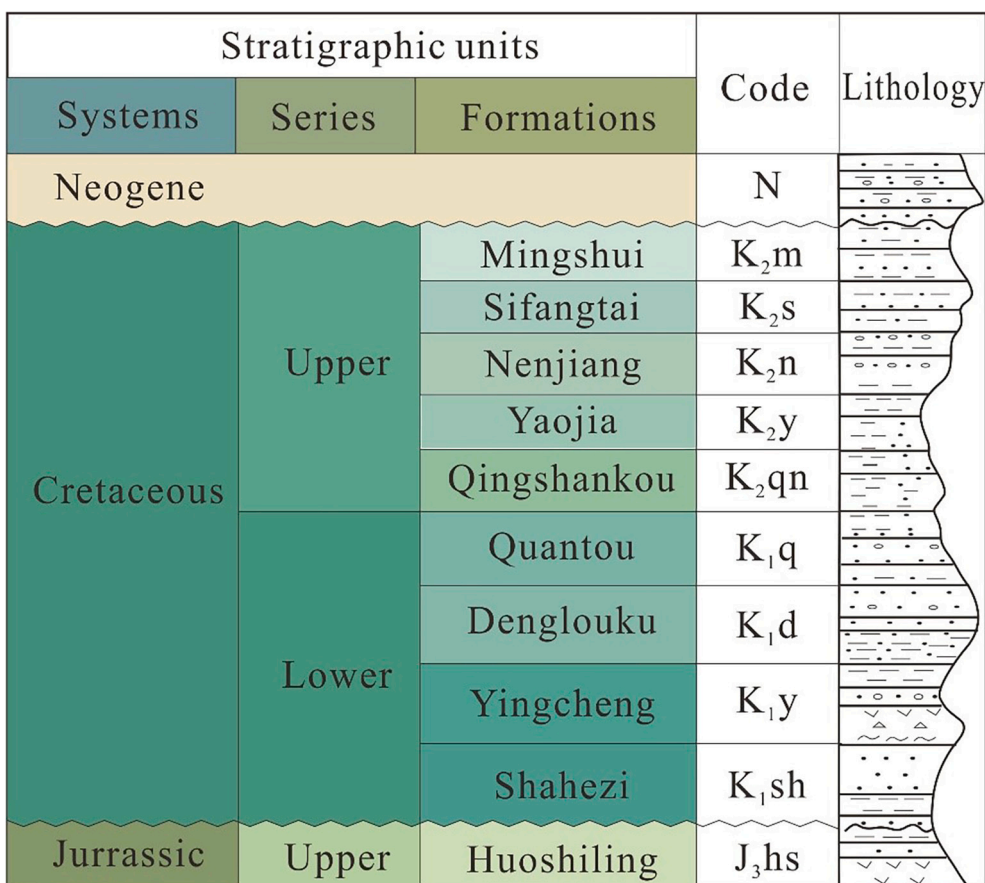 Stratigraphic units
Code
Lithology
Systems
Series
Formations
Neogene
N
Cretaceous
Upper
Mingshui
K₂m
Sifangtai
K₂s
Nenjiang
K₂n
Yaojia
K₂y
Qingshankou
K₂qn
Lower
Quantou
K₁q
Denglouku
K₁d
Yingcheng
K₁y
Shahezi
K₁sh
Jurrassic
Upper
Huoshiling
J₃hs